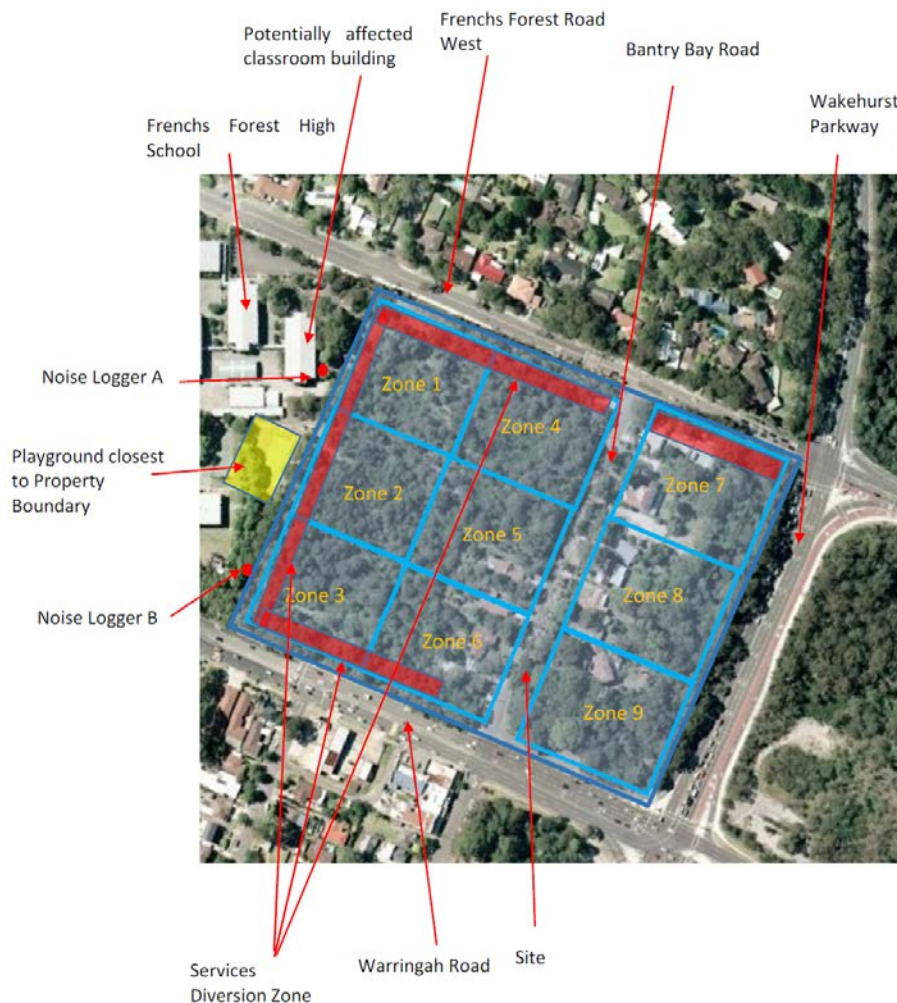 Frenchs Forest Road
West
Potentially affected
classroom building
Bantry Bay Road
Wakehurst
Parkway
Frenchs Forest High
School
Noise Logger A
Playground closest
to Property
Boundary
Noise Logger B
Zone 1
Zone 4
Zone 2
Zone 7
Zone 5
Zone 3
Zone 8
Zone 6
Zone 9
Services
Diversion Zone
Warringah Road
Site